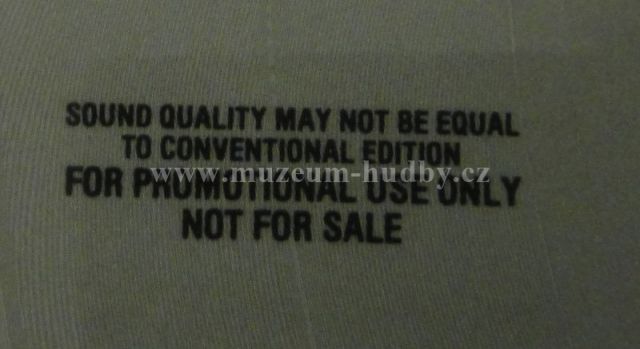 SOUND QUALITY MAY NOT BE EQUAL
TO CONVENTIONAL EDITION
www.muzeum-hudby.cz
FOR PROMOTIONAL USE ONLY
NOT FOR SALE